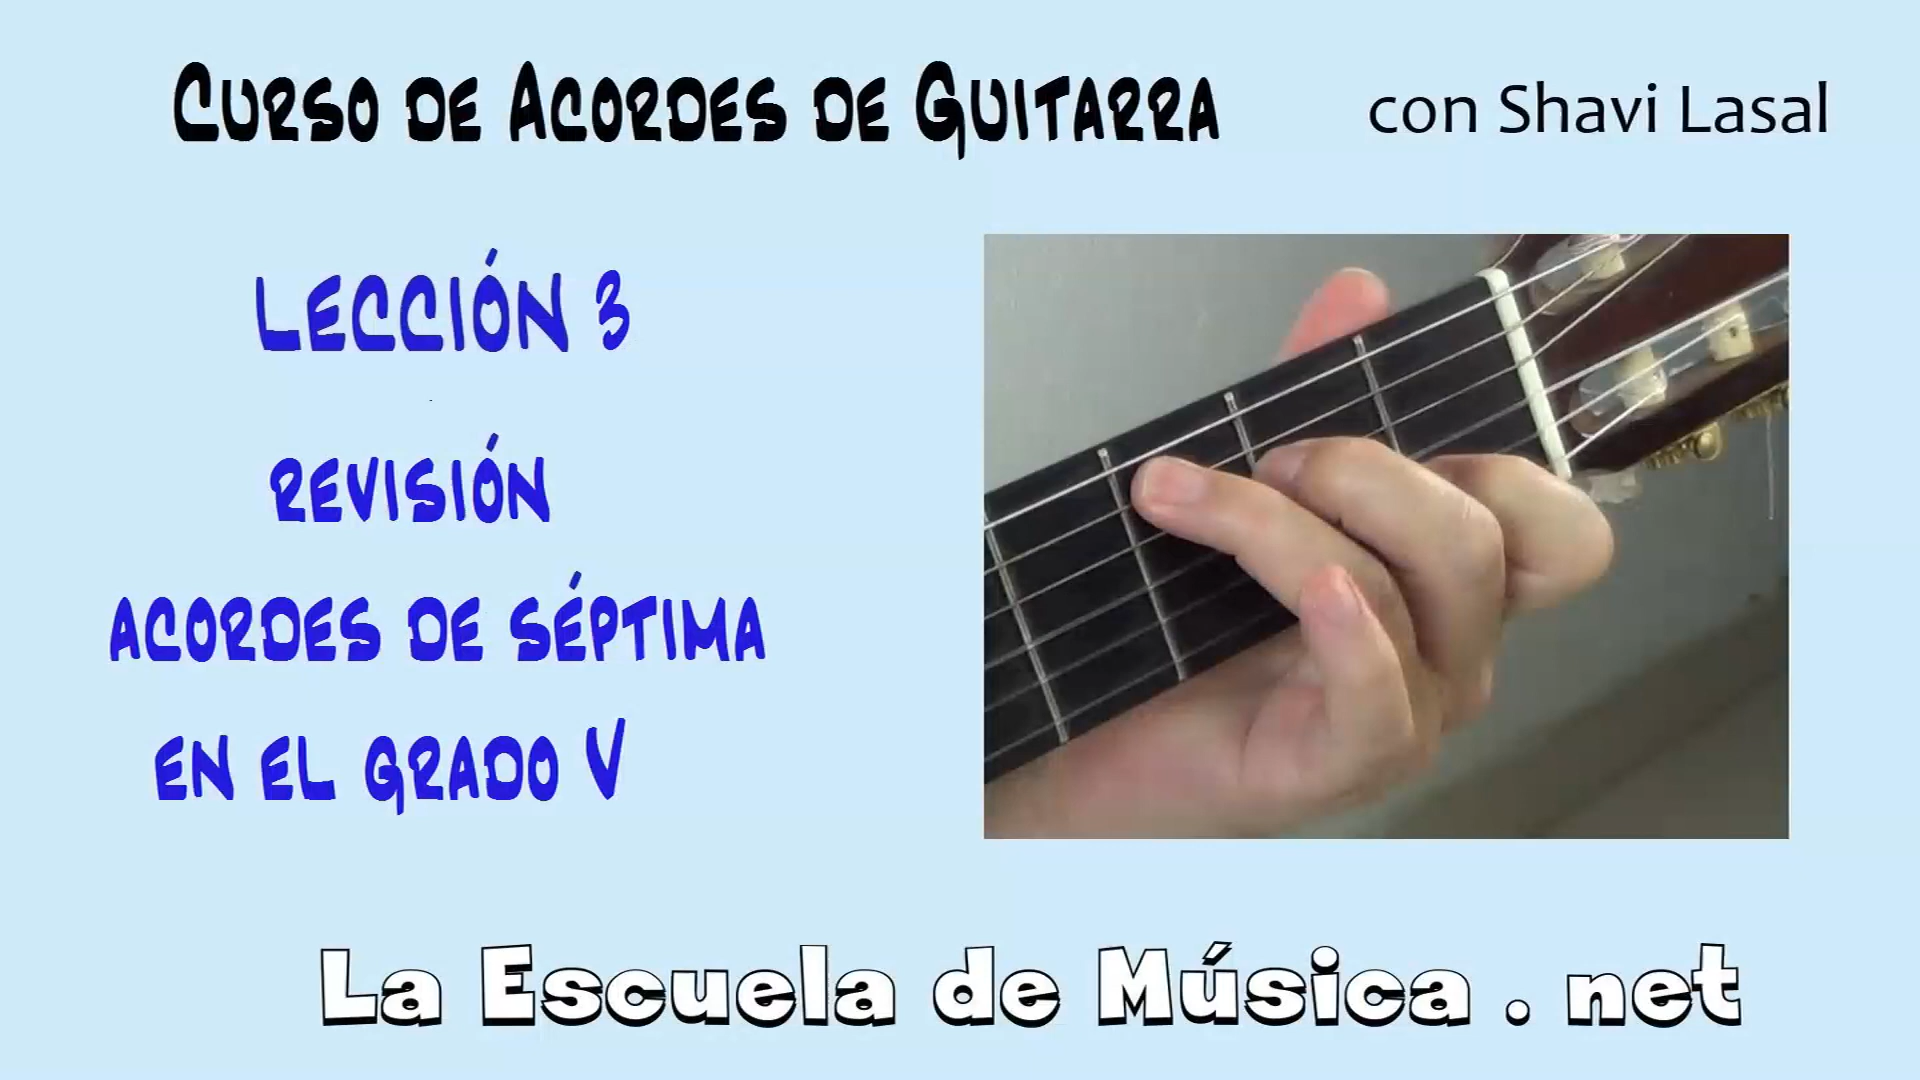 Curso de Acordes de Guitarra con Shavi Lasal
Lección 3
revisión
acordes de séptima
en el grado V
La Escuela de Música . net